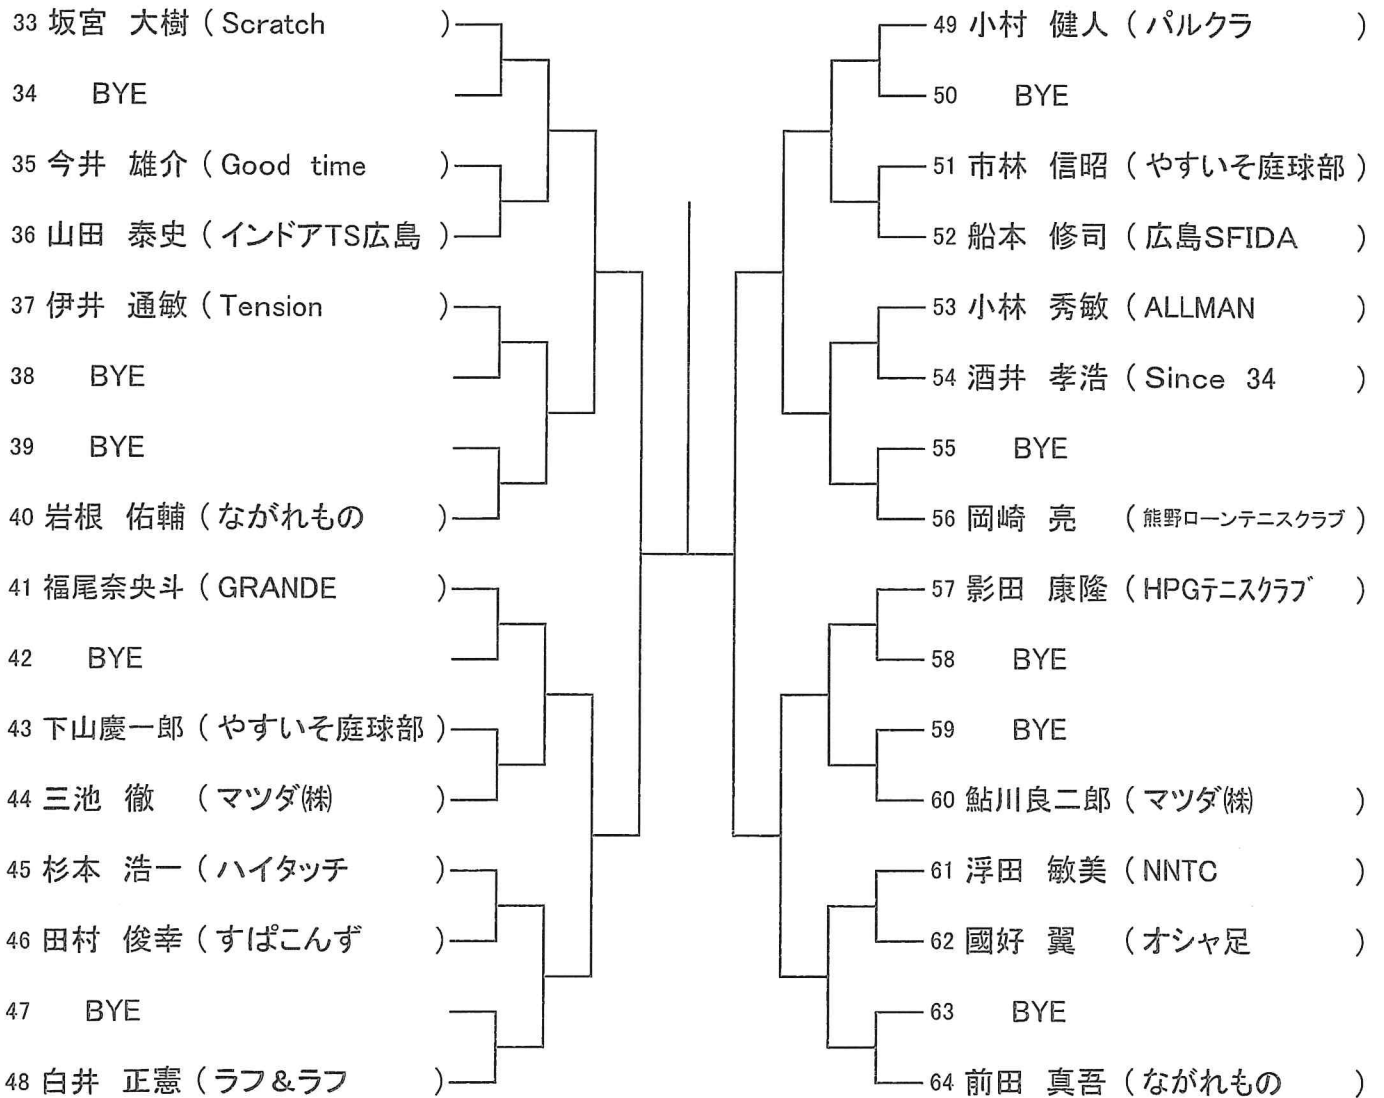 33 坂宮 大樹 ( Scratch )
34 BYE
35 今井 雄介 ( Good time )
36 山田 泰史 ( インドアTS広島 )
37 伊井 通敏 ( Tension )
38 BYE
39 BYE
40 岩根 佑輔 ( ながれもの )
41 福尾奈央斗 ( GRANDE )
42 BYE
43 下山慶一郎 ( やすいそ庭球部 )
44 三池 徹 ( マツダ㈱ )
45 杉本 浩一 ( ハイタッチ )
46 田村 俊幸 ( すぱこんず )
47 BYE
48 白井 正憲 ( ラフ&ラフ )
49 小村 健人 ( パルクラ )
50 BYE
51 市林 信昭 ( やすいそ庭球部 )
52 船本 修司 ( 広島SFIDA )
53 小林 秀敏 ( ALLMAN )
54 酒井 孝浩 ( Since 34 )
55 BYE
56 岡崎 亮 ( 熊野ローンテニスクラブ )
57 影田 康隆 ( HPGテニスクラブ )
58 BYE
59 BYE
60 鮎川良二郎 ( マツダ㈱ )
61 浮田 敏美 ( NNTC )
62 國好 翼 ( オシャ足 )
63 BYE
64 前田 真吾 ( ながれもの )